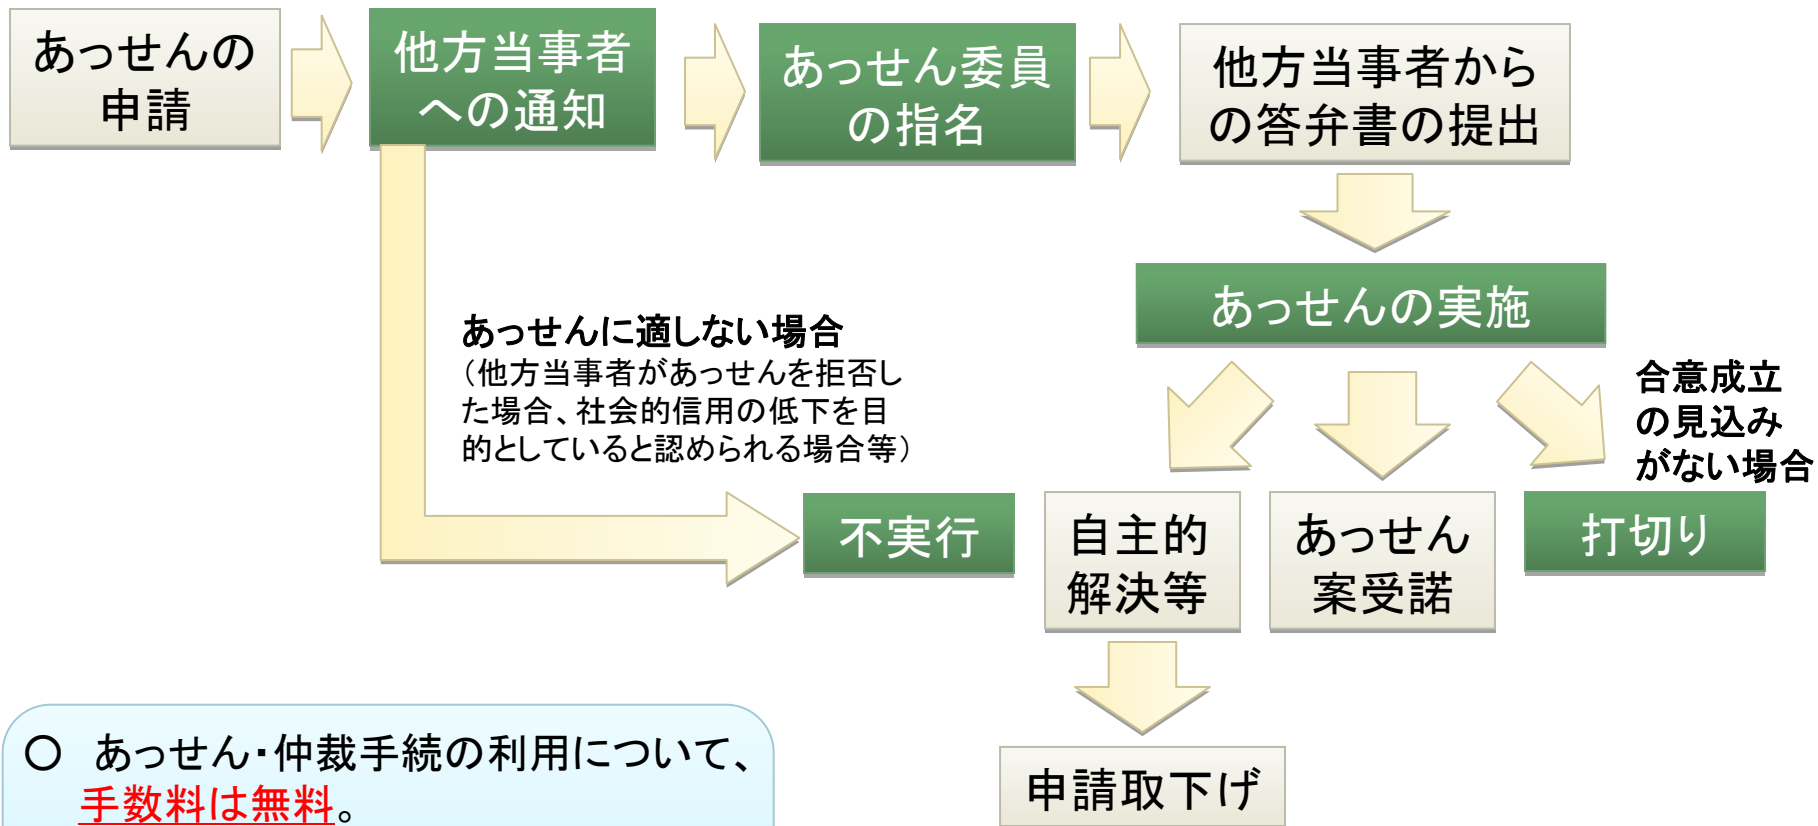 あっせんの
申請
他方当事者
への通知
あっせん委員
の指名
他方当事者から
の答弁書の提出
あっせんの実施
あっせんに適しない場合
（他方当事者があっせんを拒否し
た場合、社会的信用の低下を目
的としていると認められる場合等）
合意成立
の見込み
がない場合
不実行
自主的
解決等
あっせん
案受諾
打切り
申請取下げ
○　あっせん・仲裁手続の利用について、
手数料は無料。